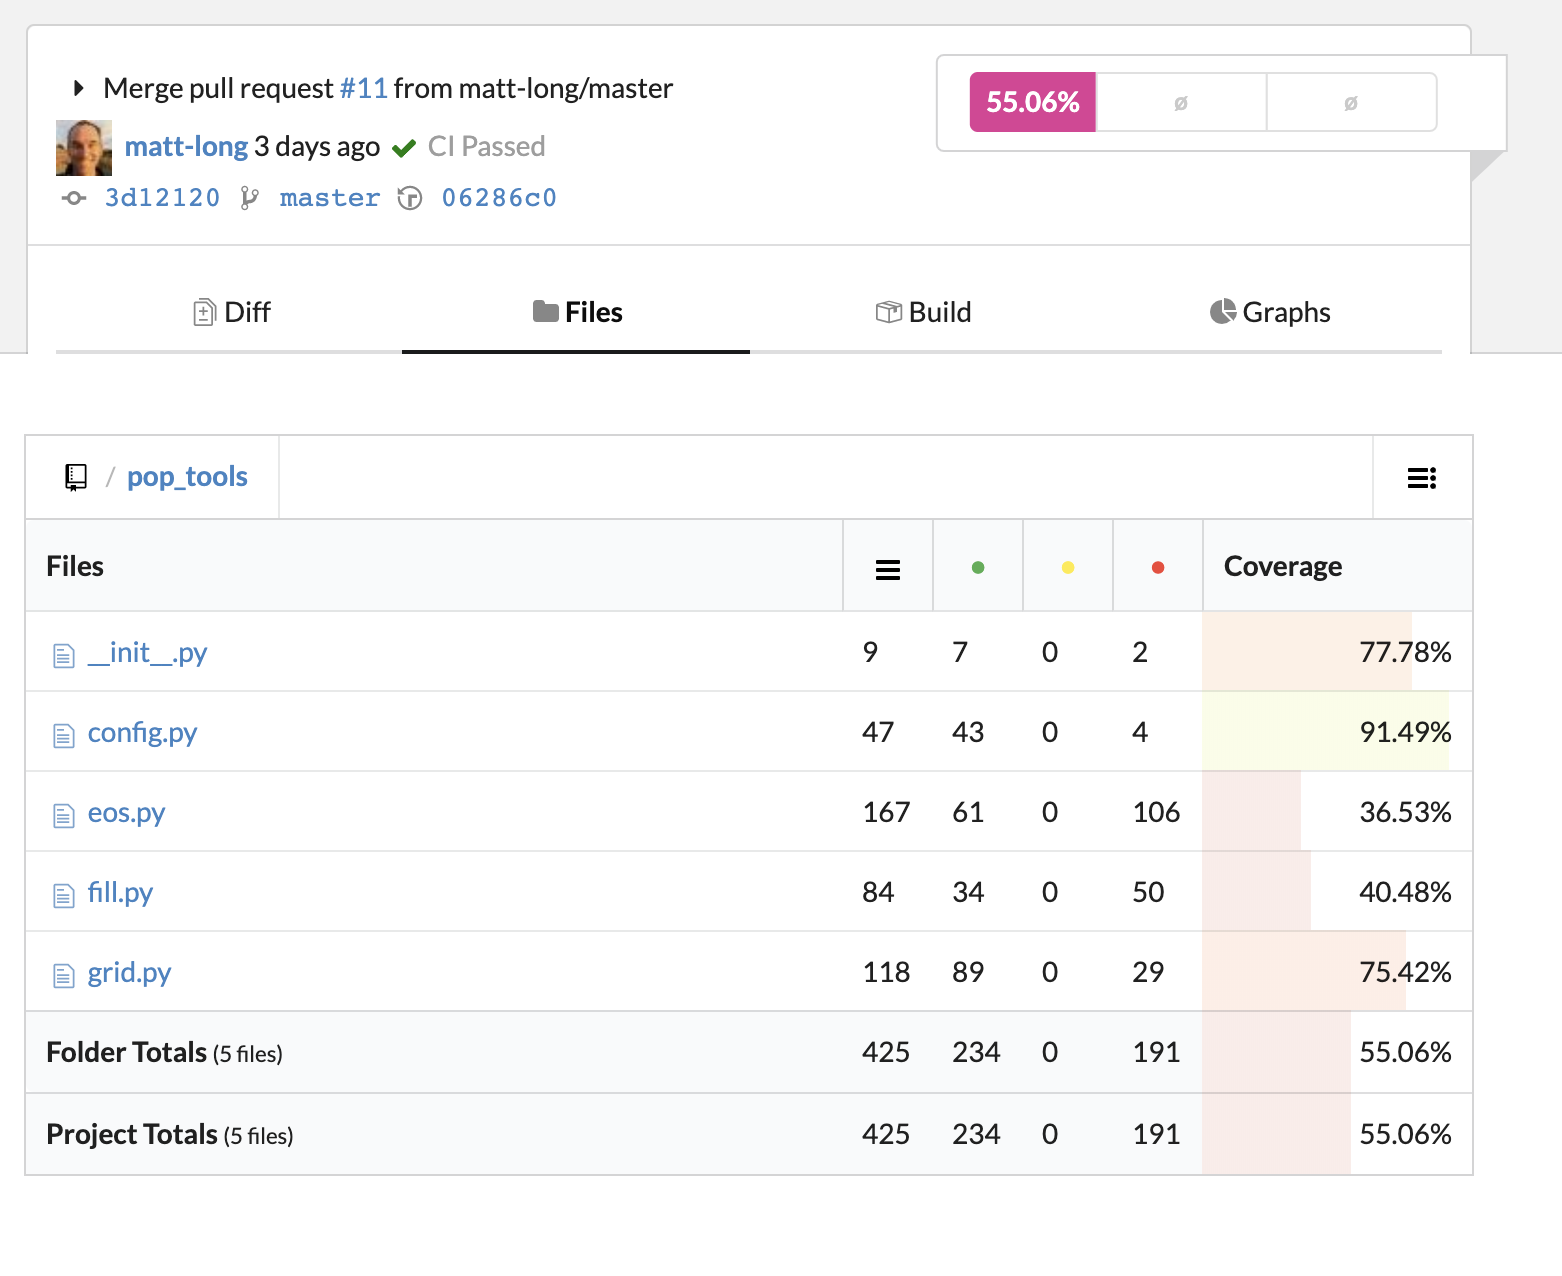 Merge pull request #11 from matt-long/master
55.06% ø ø
matt-long 3 days ago CI Passed
3d12120 master 06286c0
Diff Files Build Graphs
/ pop_tools
Files Coverage
__init__.py 9 7 0 2 77.78%
config.py 47 43 0 4 91.49%
eos.py 167 61 0 106 36.53%
fill.py 84 34 0 50 40.48%
grid.py 118 89 0 29 75.42%
Folder Totals (5 files) 425 234 0 191 55.06%
Project Totals (5 files) 425 234 0 191 55.06%